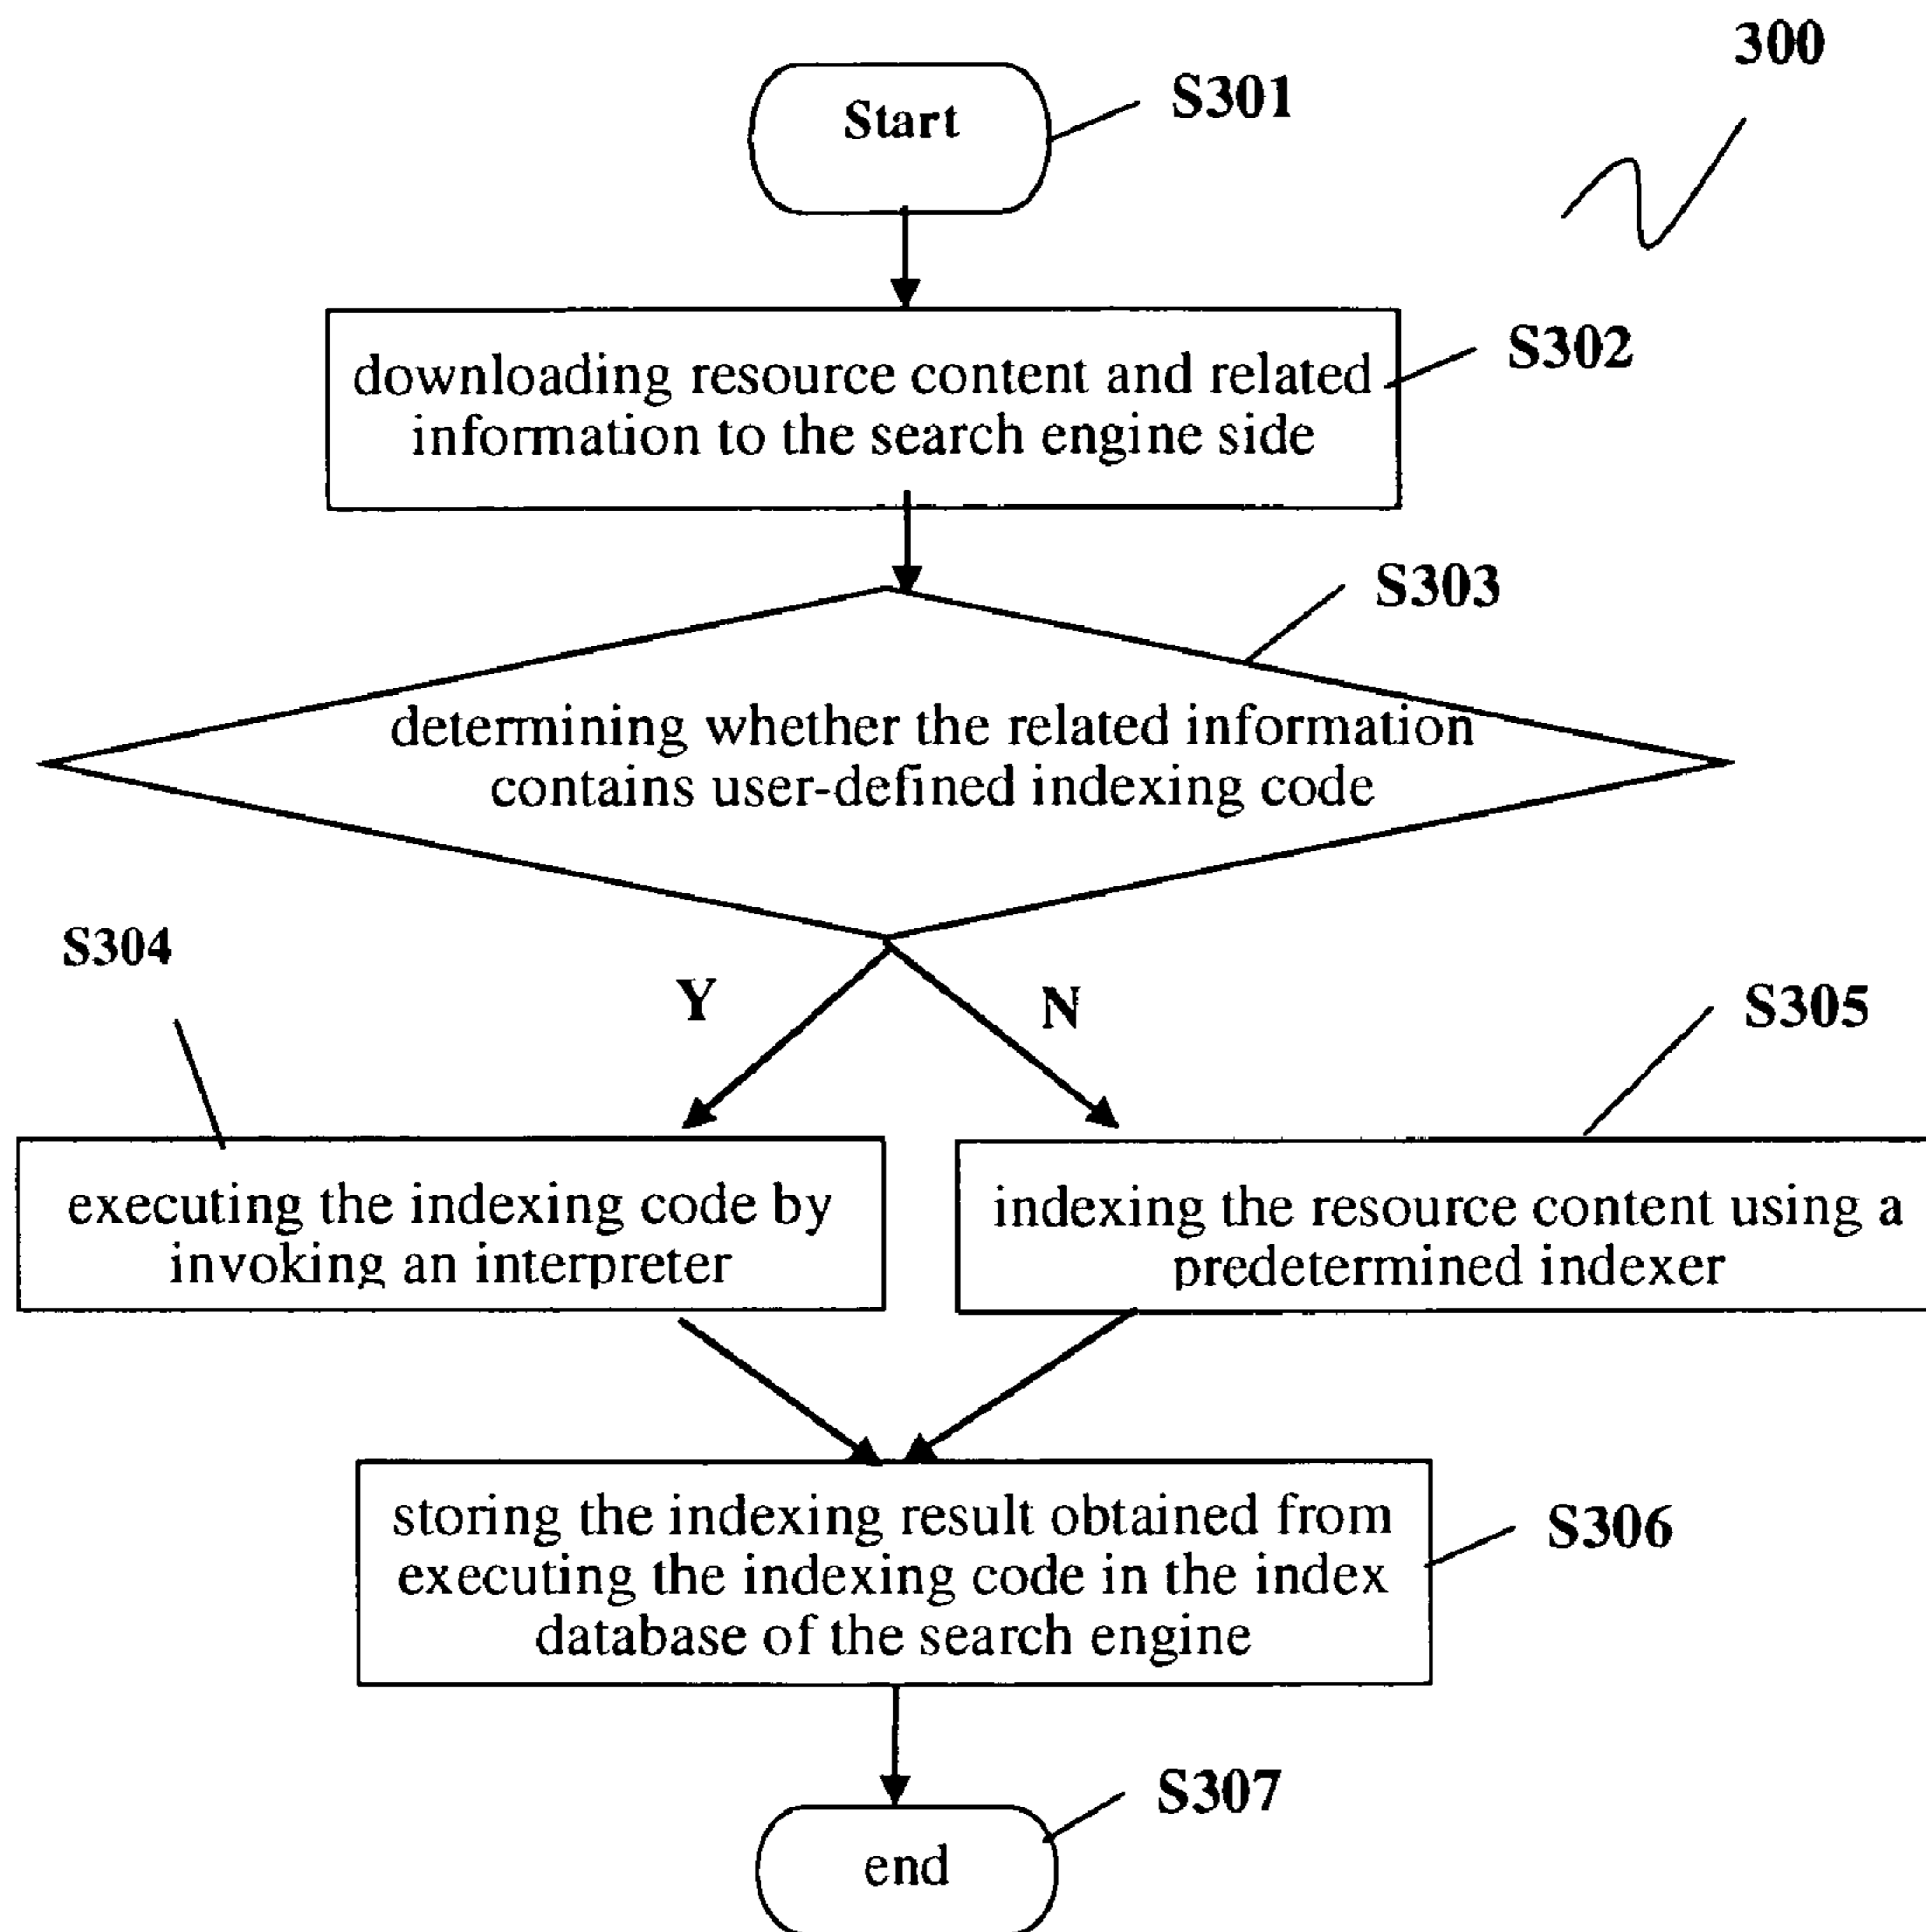 300
Start
S301
downloading resource content and related
information to the search engine side
S302
S303
determining whether the related information
contains user-defined indexing code
S304
Y
N
S305
executing the indexing code by
invoking an interpreter
indexing the resource content using a
predetermined indexer
storing the indexing result obtained from
executing the indexing code in the index
database of the search engine
S306
S307
end